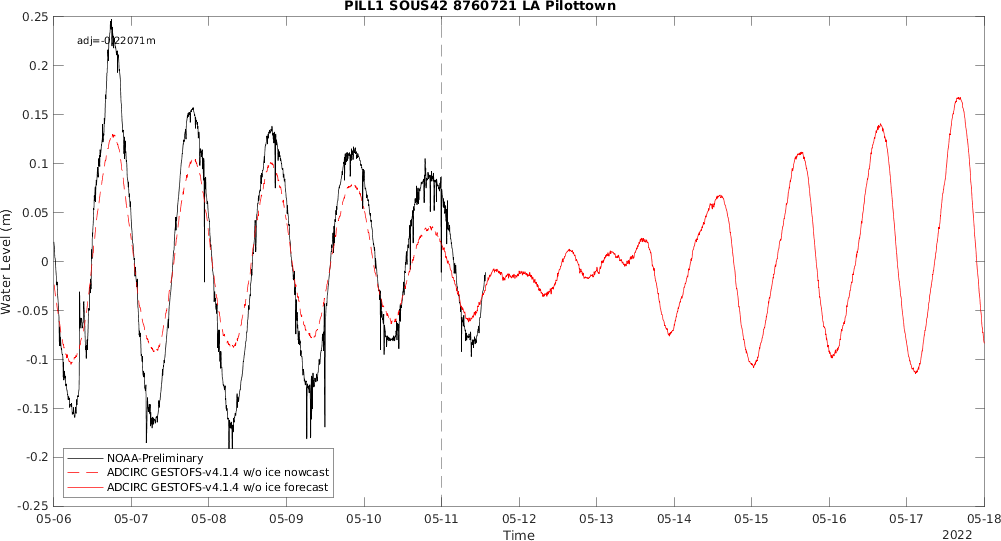 PILL1 SOUS42 8760721 LA Pilottown
adj=-0.22071m
Water Level (m)
0.25
0.2
0.15
0.1
0.05
0
-0.05
-0.1
-0.15
-0.2
-0.25
NOAA-Preliminary
ADCIRC GESTOFS-v4.1.4 w/o ice nowcast
ADCIRC GESTOFS-v4.1.4 w/o ice forecast
05-06 05-07 05-08 05-09 05-10 05-11 05-12 05-13 05-14 05-15 05-16 05-17 05-18
Time
2022